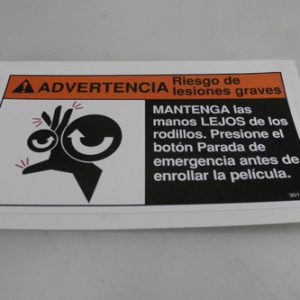 ADVERTENCIA Riesgo de
lesiones graves
MANTENGA las
manos LEJOS de los
rodillos. Presione el
botón Parada de
emergencia antes de
enrollar la película.